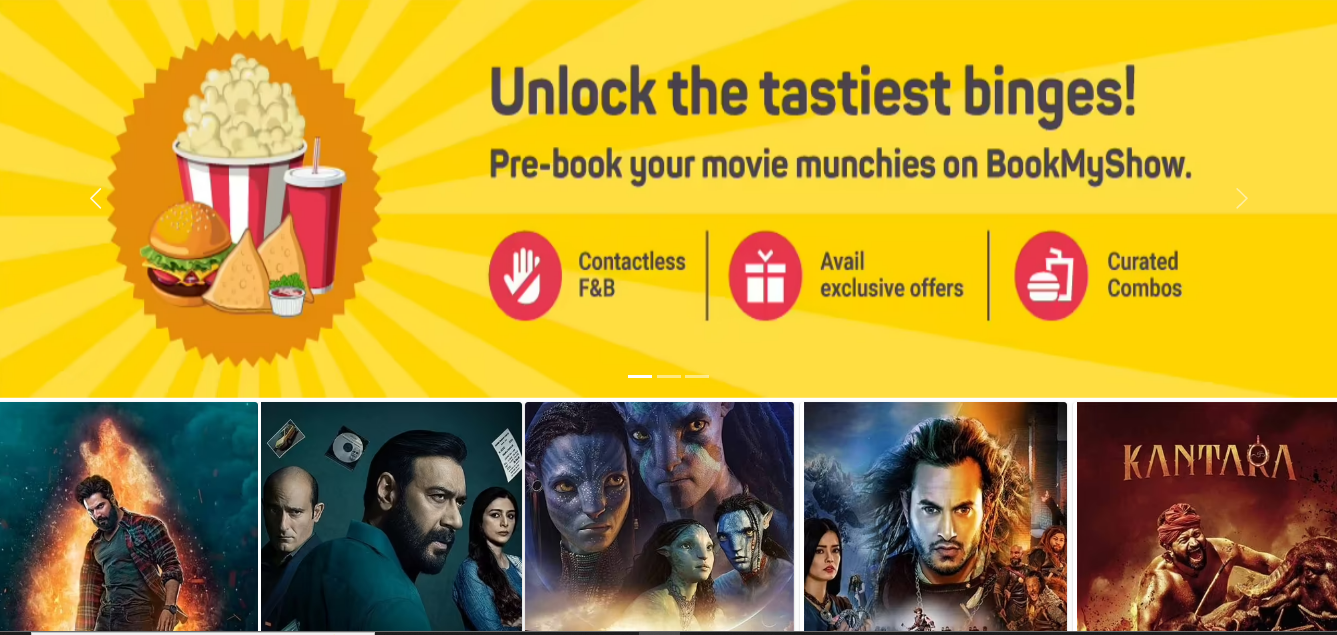 Unlock the tastiest binges!
Pre-book your movie munchies on BookMyShow.
Contactless
F&B
Avail
exclusive offers
Curated
Combos
KANTARA